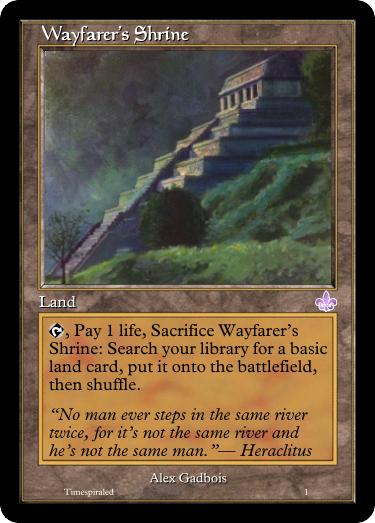 Wayfarer's Shrine
Land
, Pay 1 life, Sacrifice Wayfarer's
Shrine: Search your library for a basic
land card, put it onto the battlefield,
then shuffle.
“No man ever steps in the same river
twice, for it's not the same river and
he's not the same man.”— Heraclitus
Alex Gadbois
Timespiraled 1